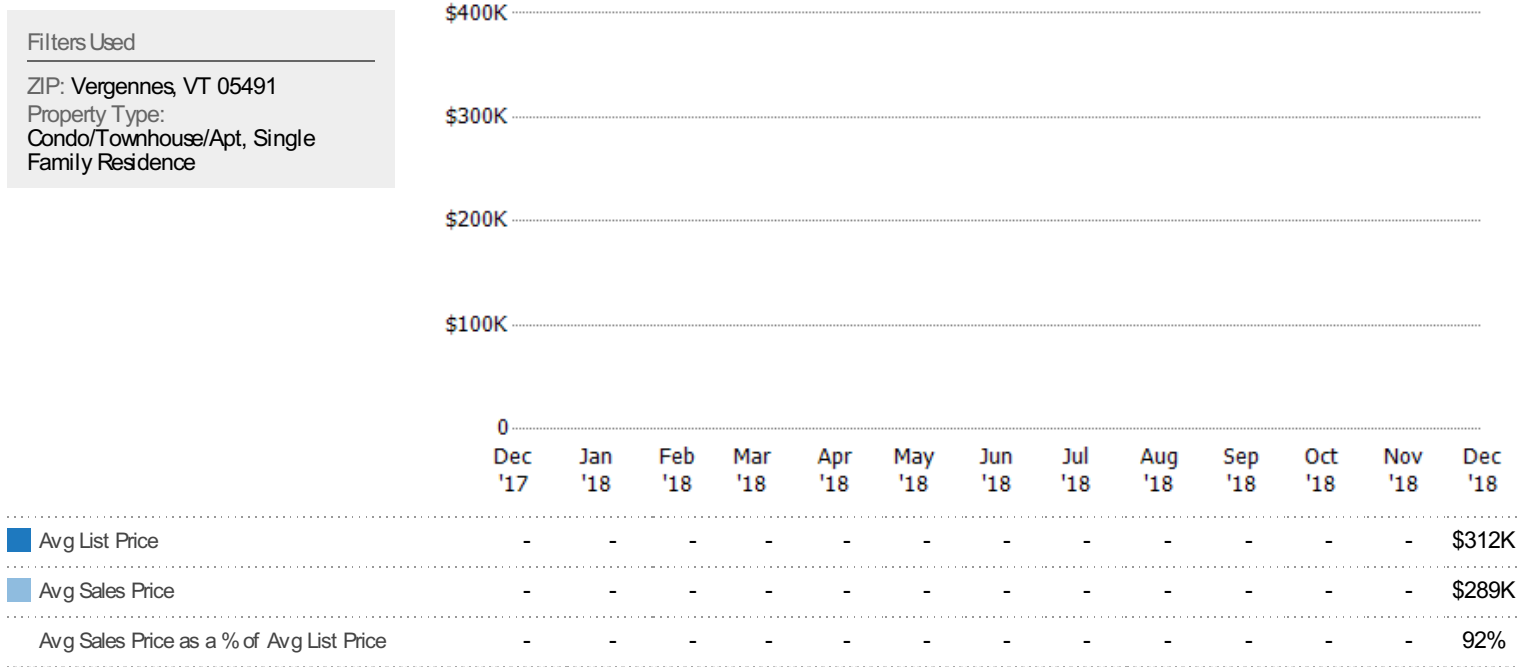 Filters Used
ZIP: Vergennes, VT 05491
Property Type:
Condo/Townhouse/Apt, Single
Family Residence
$400K
$300K
$200K
$100K
0
Dec Jan Feb Mar Apr May Jun Jul Aug Sep Oct Nov Dec
'17 '18 '18 '18 '18 '18 '18 '18 '18 '18 '18 '18 '18
Avg List Price - - - - - - - - - - - - $312K
Avg Sales Price - - - - - - - - - - - - $289K
Avg Sales Price as a % of Avg List Price - - - - - - - - - - - - 92%